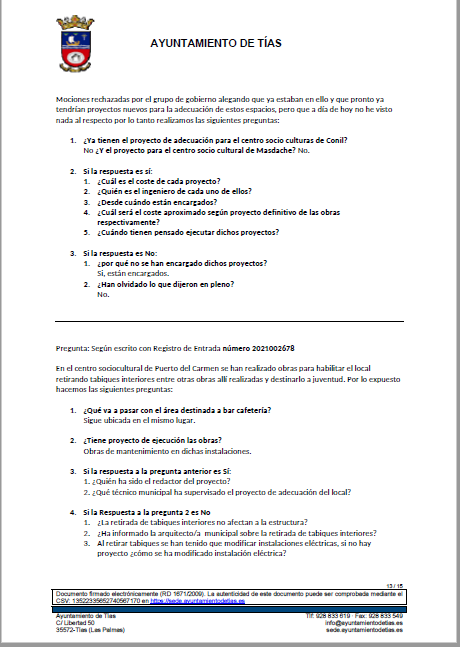 AYUNTAMIENTO DE TÍAS
Mociones rechazadas por el grupo de gobierno alegando que ya estaban en ello y que pronto ya
tendrían proyectos nuevos para la adecuación de estos espacios, pero que a día de hoy no he visto
nada al respecto por lo tanto realizamos las siguientes preguntas:
1. ¿Ya tienen el proyecto de adecuación para el centro socio culturas de Conil?
No ¿Y el proyecto para el centro socio cultural de Masdache? No.
2. Si la respuesta es sí:
1. ¿Cuál es el coste de cada proyecto?
2. ¿Quién es el ingeniero de cada uno de ellos?
3. ¿Desde cuándo están encargados?
4. ¿Cuál será el coste aproximado según proyecto definitivo de las obras
respectivamente?
5. ¿Cuándo tienen pensado ejecutar dichos proyectos?
3. Si la respuesta es No:
1. ¿por qué no se han encargado dichos proyectos?
Si, están encargados.
2. ¿Han olvidado lo que dijeron en pleno?
No.
Pregunta: Según escrito con Registro de Entrada número 2021002678
En el centro sociocultural de Puerto del Carmen se han realizado obras para habilitar el local
retirando tabiques interiores entre otras obras allí realizadas y destinarlo a juventud. Por lo expuesto
hacemos las siguientes preguntas:
1. ¿Qué va a pasar con el área destinada a bar cafetería?
Sigue ubicada en el mismo lugar.
2. ¿Tiene proyecto de ejecución las obras?
Obras de mantenimiento en dichas instalaciones.
3. Si la respuesta a la pregunta anterior es Sí:
1. ¿Quién ha sido el redactor del proyecto?
2. ¿Qué técnico municipal ha supervisado el proyecto de adecuación del local?
4. Si la Respuesta a la pregunta 2 es No
1. ¿La retirada de tabiques interiores no afectan a la estructura?
2. ¿Ha informado la arquitecto/a municipal sobre la retirada de tabiques interiores?
3. Al retirar tabiques se han tenido que modificar instalaciones eléctricas, si no hay
proyecto ¿cómo se ha modificado instalación eléctrica?
13 / 15
Documento firmado electrónicamente (RD 1671/2009). La autenticidad de este documento puede ser comprobada mediante el
CSV: 13522335652740567170 en https://sede.ayuntamientodetias.es
Ayuntamiento de Tías
C/ Libertad 50
35572-Tías (Las Palmas)
Tlf. 928 833 619 · Fax: 928 833 549
info@ayuntamientodetias.es
sede.ayuntamientodetias.es